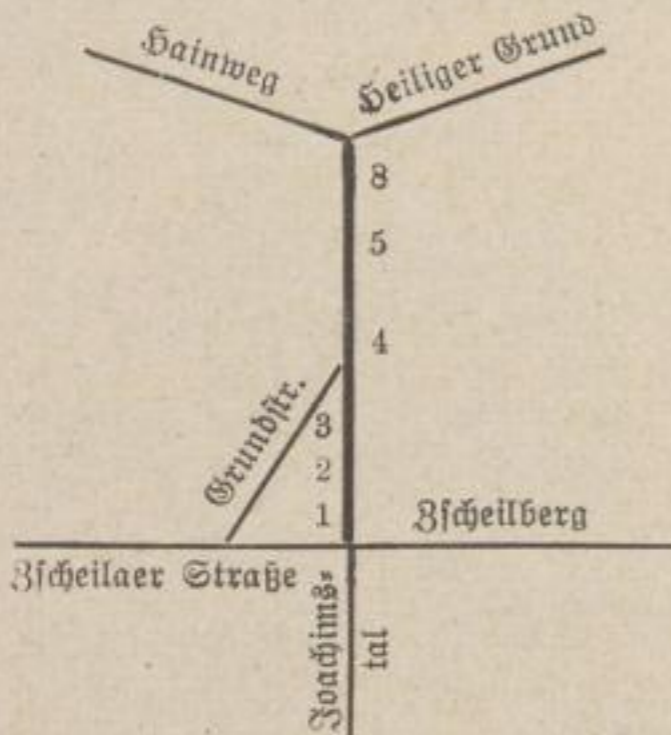 Hainweg
Heiliger Grund
8
5
4
Grundstr.
3
2
1
Zscheilberg
Zscheilaer Straße
Joachims-
tal